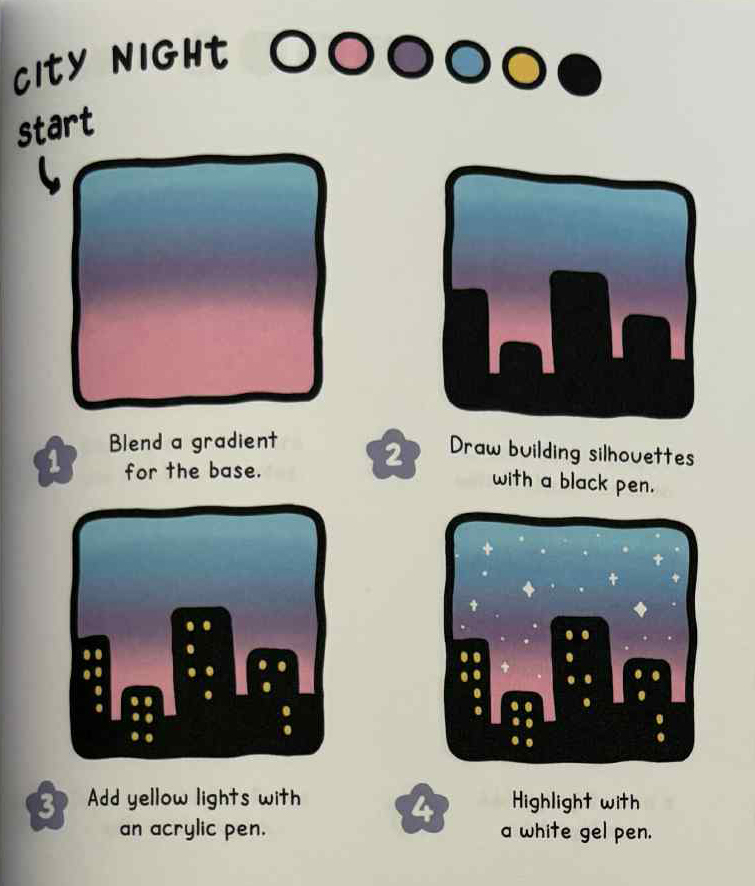 CITY NIGHT
start
1
Blend a gradient
for the base.
2
Draw building silhouettes
with a black pen.
3
Add yellow lights with
an acrylic pen.
4
Highlight with
a white gel pen.